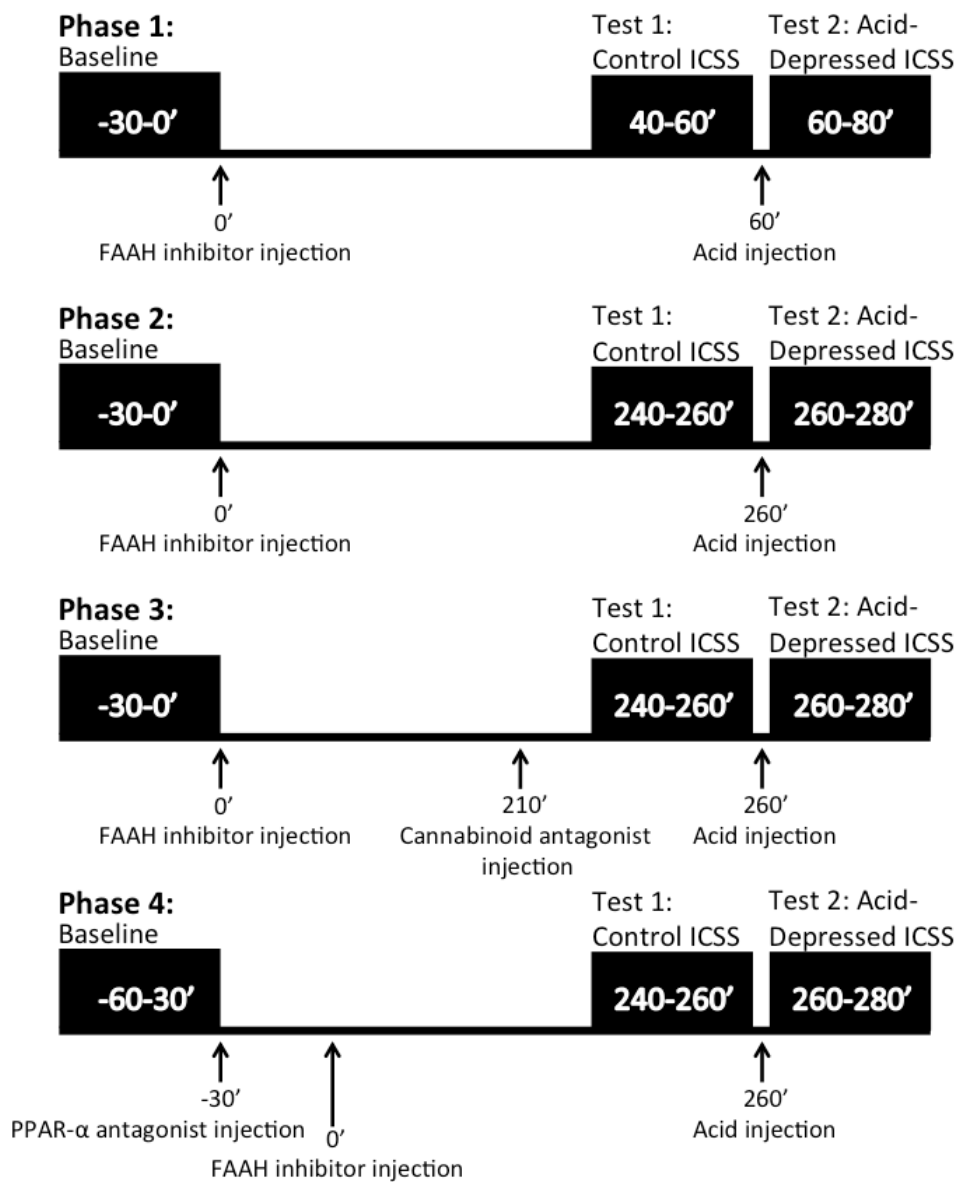 Phase 1:
Baseline
Test 1:
Control ICSS
Test 2: Acid-
Depressed ICSS
-30-0′
40-60′
60-80′
0′
FAAH inhibitor injection
60′
Acid injection
Phase 2:
Baseline
Test 1:
Control ICSS
Test 2: Acid-
Depressed ICSS
-30-0′
240-260′
260-280′
0′
FAAH inhibitor injection
260′
Acid injection
Phase 3:
Baseline
Test 1:
Control ICSS
Test 2: Acid-
Depressed ICSS
-30-0′
240-260′
260-280′
0′
FAAH inhibitor injection
210′
Cannabinoid antagonist
injection
260′
Acid injection
Phase 4:
Baseline
Test 1:
Control ICSS
Test 2: Acid-
Depressed ICSS
-60-30′
240-260′
260-280′
-30′
PPAR-α antagonist injection
0′
FAAH inhibitor injection
260′
Acid injection